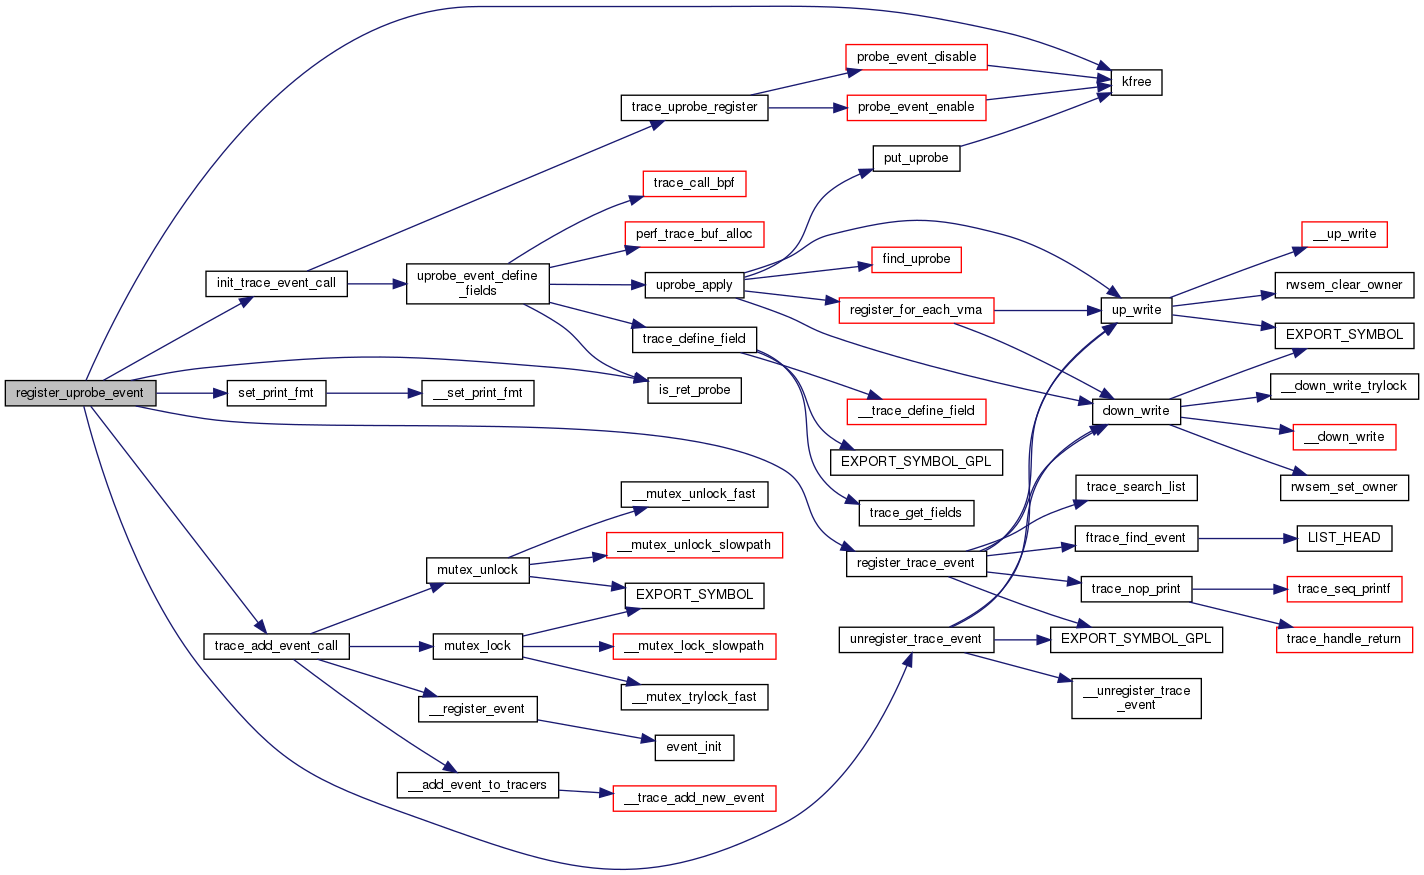 probe_event_disable
kfree
trace_uprobe_register
probe_event_enable
put_uprobe
trace_call_bpf
perf_trace_buf_alloc
__up_write
find_uprobe
init_trace_event_call
uprobe_event_define
_fields
uprobe_apply
rwsem_clear_owner
register_for_each_vma
up_write
EXPORT_SYMBOL
trace_define_field
register_uprobe_event
set_print_fmt
__set_print_fmt
is_ret_probe
__down_write_trylock
__trace_define_field
down_write
__down_write
EXPORT_SYMBOL_GPL
rwsem_set_owner
trace_search_list
__mutex_unlock_fast
trace_get_fields
ftrace_find_event
LIST_HEAD
__mutex_unlock_slowpath
mutex_unlock
register_trace_event
trace_nop_print
trace_seq_printf
EXPORT_SYMBOL
unregister_trace_event
EXPORT_SYMBOL_GPL
trace_handle_return
trace_add_event_call
mutex_lock
__mutex_lock_slowpath
__mutex_trylock_fast
__unregister_trace
_event
__register_event
event_init
__add_event_to_tracers
__trace_add_new_event